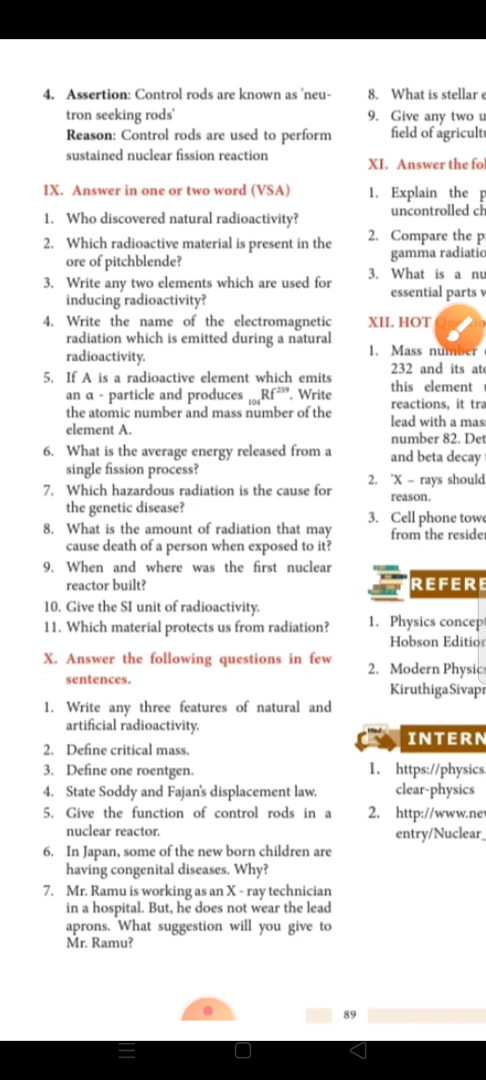 4. Assertion: Control rods are known as 'neu-
tron seeking rods'
Reason: Control rods are used to perform
sustained nuclear fission reaction
IX. Answer in one or two word (VSA)
1. Who discovered natural radioactivity?
2. Which radioactive material is present in the
ore of pitchblende?
3. Write any two elements which are used for
inducing radioactivity?
4. Write the name of the electromagnetic
radiation which is emitted during a natural
radioactivity.
5. If A is a radioactive element which emits
an α - particle and produces ₁₀₄Rf²⁵⁹. Write
the atomic number and mass number of the
element A.
6. What is the average energy released from a
single fission process?
7. Which hazardous radiation is the cause for
the genetic disease?
8. What is the amount of radiation that may
cause death of a person when exposed to it?
9. When and where was the first nuclear
reactor built?
10. Give the SI unit of radioactivity.
11. Which material protects us from radiation?
X. Answer the following questions in few
sentences.
1. Write any three features of natural and
artificial radioactivity.
2. Define critical mass.
3. Define one roentgen.
4. State Soddy and Fajan's displacement law.
5. Give the function of control rods in a
nuclear reactor.
6. In Japan, some of the new born children are
having congenital diseases. Why?
7. Mr. Ramu is working as an X - ray technician
in a hospital. But, he does not wear the lead
aprons. What suggestion will you give to
Mr. Ramu?
8. What is stellar e
9. Give any two u
field of agricultu
XI. Answer the fol
1. Explain the p
uncontrolled ch
2. Compare the p
gamma radiatio
3. What is a nu
essential parts w
XII. HOT
1. Mass number
232 and its ato
this element
reactions, it tra
lead with a mas
number 82. Det
and beta decay
2. 'X – rays should
reason.
3. Cell phone towe
from the reside
REFERE
1. Physics concep
Hobson Edition
2. Modern Physic
KiruthigaSivapr
INTERN
1. https://physics.
clear-physics
2. http://www.ne
entry/Nuclear_
89